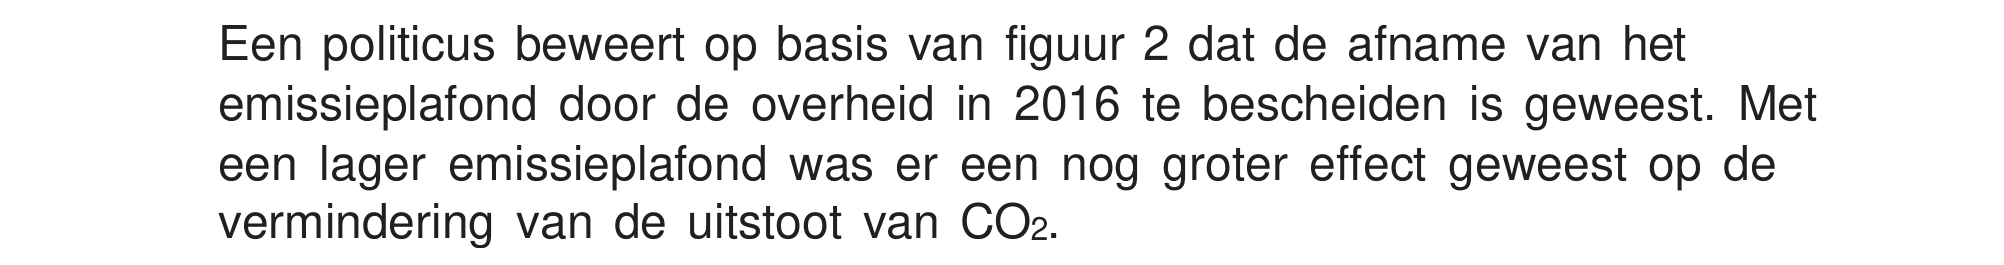 Een politicus beweert op basis van figuur 2 dat de afname van het
emissieplafond door de overheid in 2016 te bescheiden is geweest. Met
een lager emissieplafond was er een nog groter effect geweest op de
vermindering van de uitstoot van CO₂.